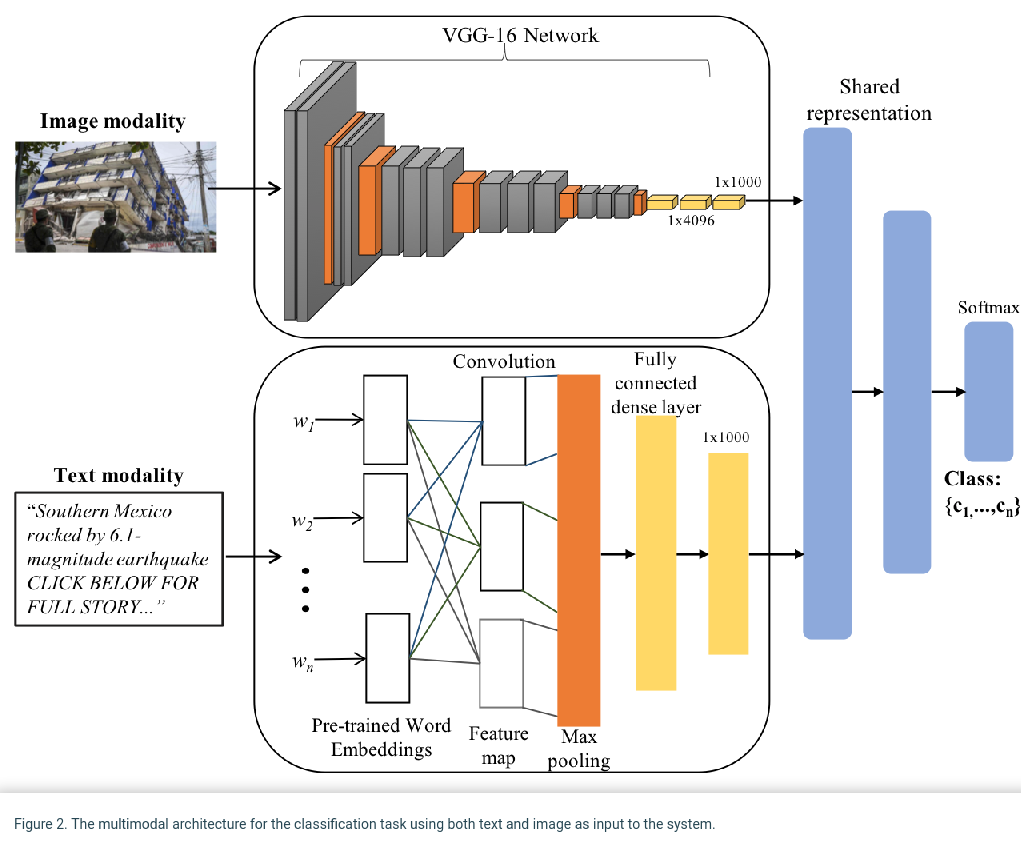 VGG-16 Network
Image modality
1x1000
1x4096
Shared
representation
Softmax
Class:
{c1,...,cn}
Text modality
“Southern Mexico
rocked by 6.1-
magnitude earthquake
CLICK BELOW FOR
FULL STORY...”
w1
w2
wn
Convolution
Fully
connected
dense layer
1x1000
Pre-trained Word
Embeddings
Feature
map
Max
pooling
Figure 2. The multimodal architecture for the classification task using both text and image as input to the system.